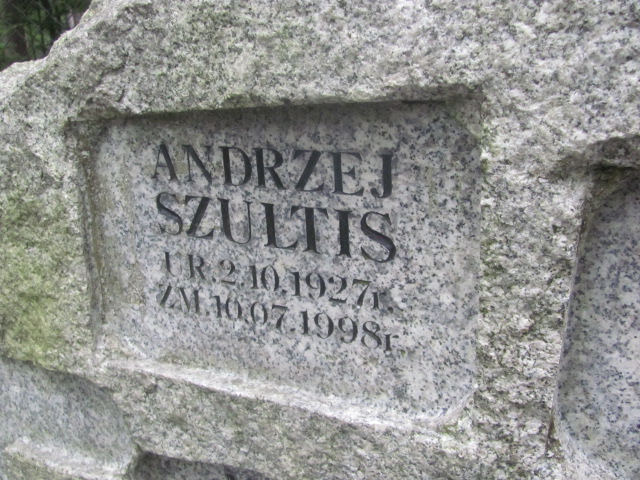 ANDRZEJ
SZULTIS
UR.2.10.1927r.
ZM.10.07.1998r.